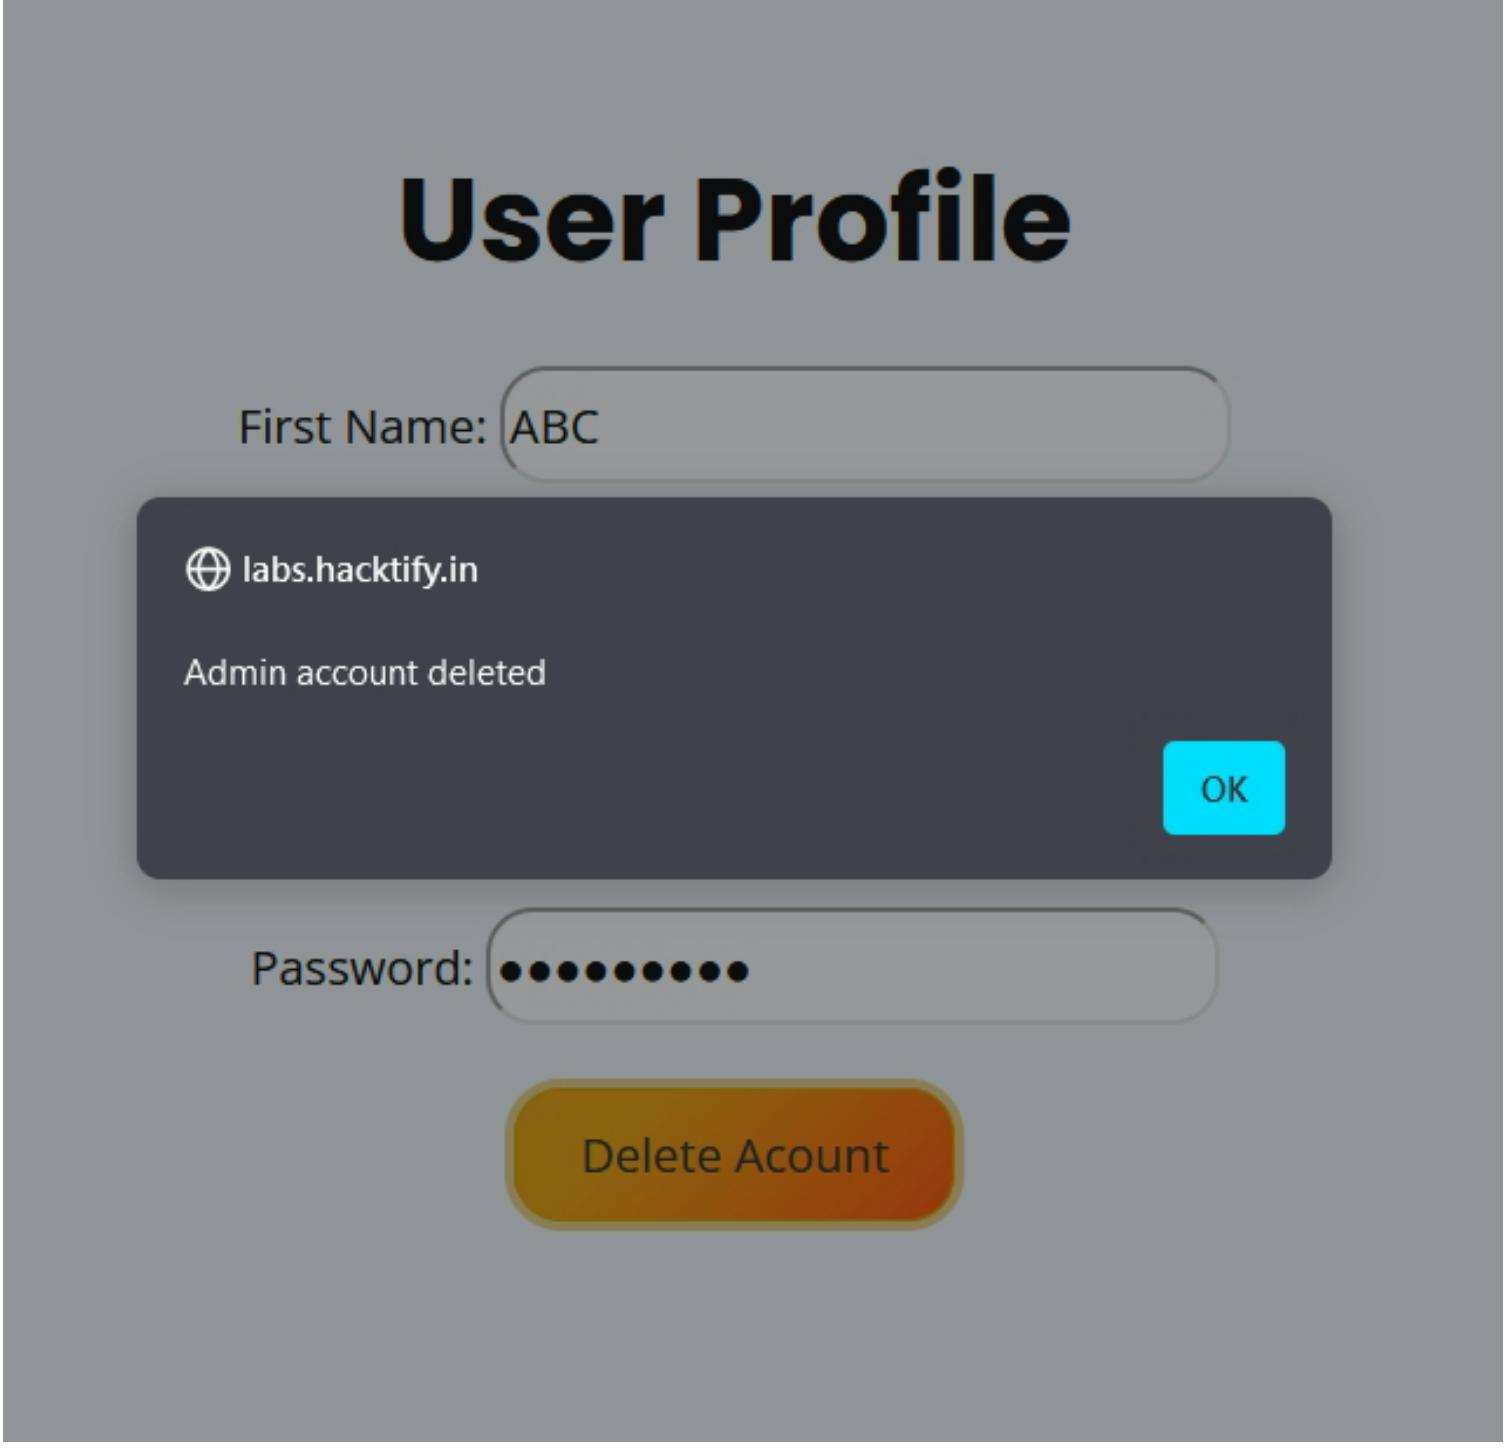 User Profile
First Name: ABC
labs.hacktify.in
Admin account deleted
OK
Password: •••••••••
Delete Acount